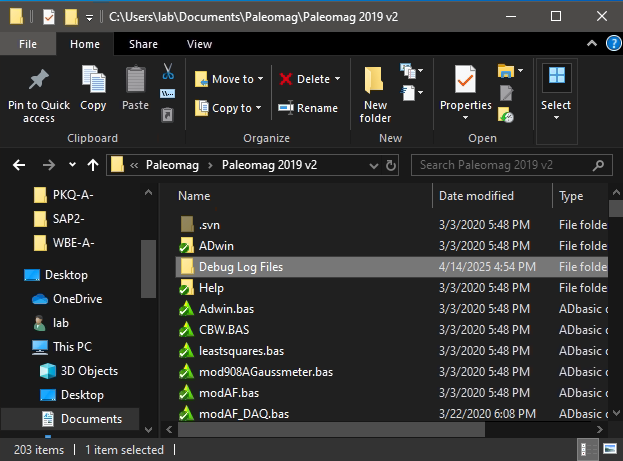 C:\Users\lab\Documents\Paleomag\Paleomag 2019 v2
File Home Share View
Pin to Quick access
Copy
Paste
Clipboard
Move to
Copy to
Delete
Rename
Organize
New folder
New
Properties
Open
Select
Paleomag > Paleomag 2019 v2
Search Paleomag 2019 v2
PKQ-A-
SAP2-
WBE-A-
Desktop
OneDrive
lab
This PC
3D Objects
Desktop
Documents
Name Date modified Type
.svn 3/3/2020 5:48 PM File folde
ADwin 3/3/2020 5:48 PM File folde
Debug Log Files 4/14/2025 4:54 PM File folde
Help 3/3/2020 5:48 PM File folde
Adwin.bas 3/3/2020 5:48 PM ADbasic c
CBW.BAS 3/3/2020 5:48 PM ADbasic c
leastsquares.bas 3/3/2020 5:48 PM ADbasic c
mod908AGaussmeter.bas 3/3/2020 5:48 PM ADbasic c
modAF.bas 3/3/2020 5:48 PM ADbasic c
modAF_DAQ.bas 3/22/2020 6:08 PM ADbasic c
203 items 1 item selected